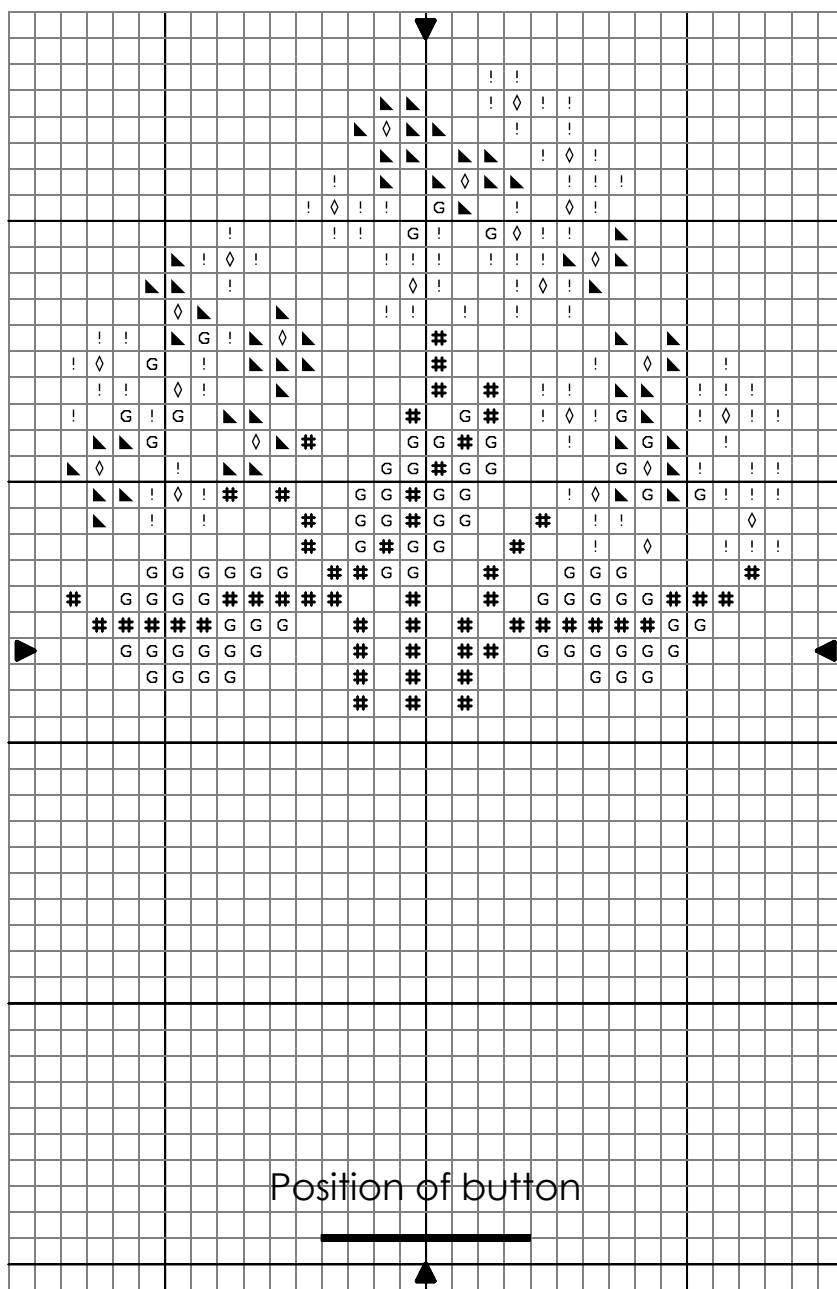 ! !
! ◊ ! !
◊ ! !
! ◊ !
! ◊ ! ! !
! ◊ ! ! G ! ◊ !
! ! ! G ! G ◊ ! !
! ◊ ! ! ! ! ! ! ! ◊
! ◊ ! ! ◊ !
◊ ! ! ! ! !
! ! G ! ◊ #
! ◊ G ! # ! ◊ !
! ! ◊ ! # # ! ! ! ! !
! G ! G # G # ! ◊ ! G ! ◊ ! !
G ◊ # G G # G ! G !
◊ ! G G # G G G ◊ ! ! !
! ◊ ! # # G G # G G ! ◊ G G ! ! !
! ! # G G # G G # ! ! ◊
# G # G G # ! ◊ ! ! !
G G G G G G # # G G # G G G #
# G G G G # # # # # # # G G G G G # # #
# # # # # G G G # # # # # # # # # G G
G G G G G G # # # # G G G G G G
G G G G # # # G G G
# # #
Position of button